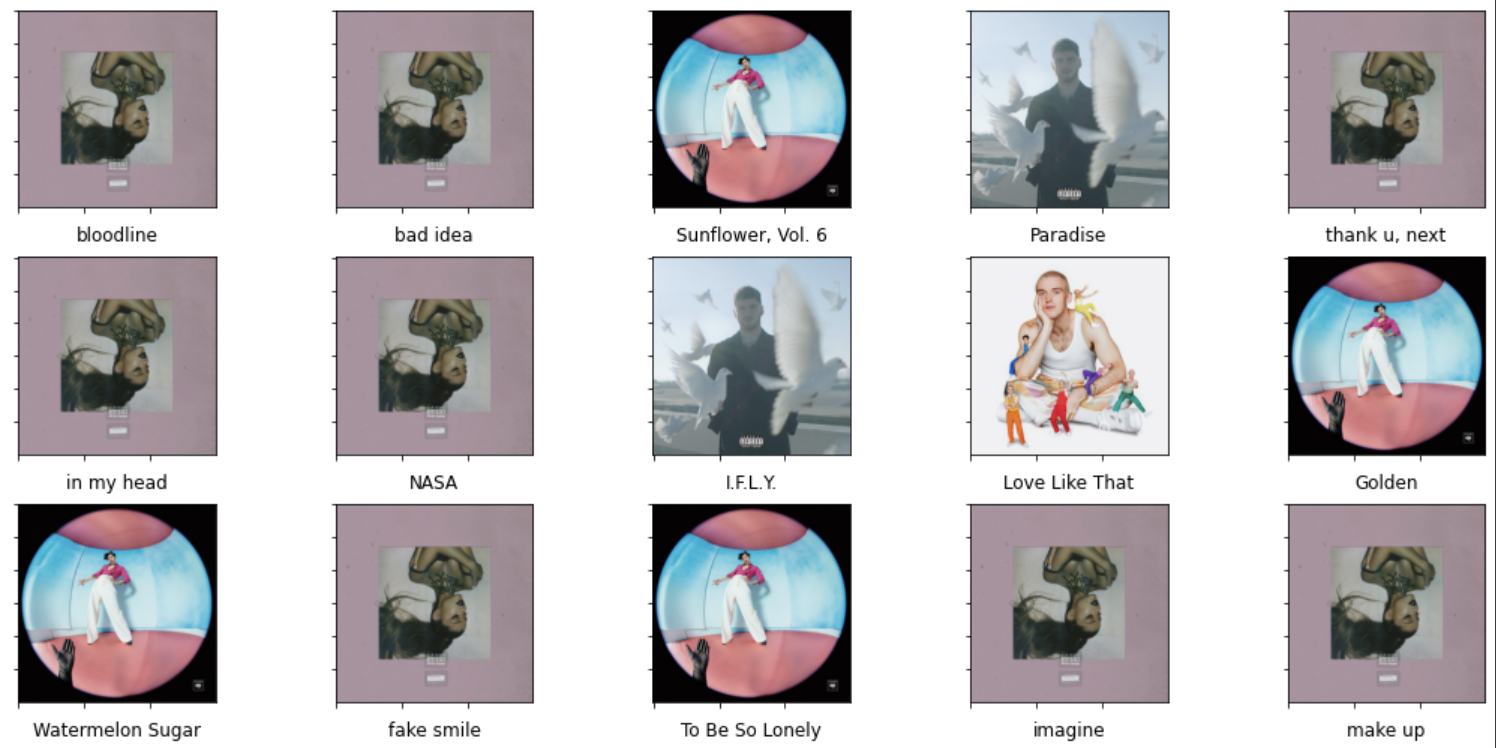 bloodline
bad idea
Sunflower, Vol. 6
Paradise
thank u, next
in my head
NASA
I.F.L.Y.
Love Like That
Golden
Watermelon Sugar
fake smile
To Be So Lonely
imagine
make up